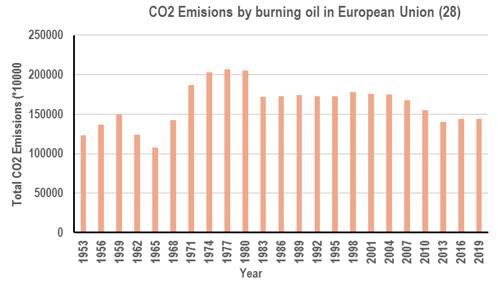 CO2 Emisions by burning oil in European Union (28)
Total CO2 Emissions (*10000
250000
200000
150000
100000
50000
0
1953 1956 1959 1962 1965 1968 1971 1974 1977 1980 1983 1986 1989 1992 1995 1998 2001 2004 2007 2010 2013 2016 2019
Year